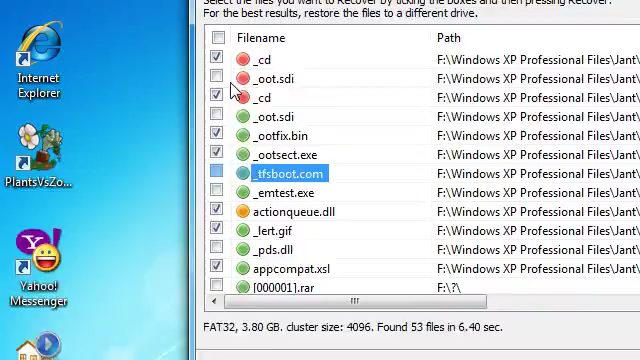 Select the files you want to Recover by ticking the boxes and then pressing Recover.
For the best results, restore the files to a different drive.
Filename Path
_cd F:\Windows XP Professional Files\Jant
_oot.sdi F:\Windows XP Professional Files\Jant
_cd F:\Windows XP Professional Files\Jant
_oot.sdi F:\Windows XP Professional Files\Jant
_ootfix.bin F:\Windows XP Professional Files\Jant
_ootsect.exe F:\Windows XP Professional Files\Jant
_tfsboot.com F:\Windows XP Professional Files\Jant
_emtest.exe F:\Windows XP Professional Files\Jant
actionqueue.dll F:\Windows XP Professional Files\Jant
_lert.gif F:\Windows XP Professional Files\Jant
_pds.dll F:\Windows XP Professional Files\Jant
appcompat.xsl F:\Windows XP Professional Files\Jant
[000001].rar F:\?\
FAT32, 3.80 GB. cluster size: 4096. Found 53 files in 6.40 sec.
Internet
Explorer
PlantsVsZo...
Yahoo!
Messenger